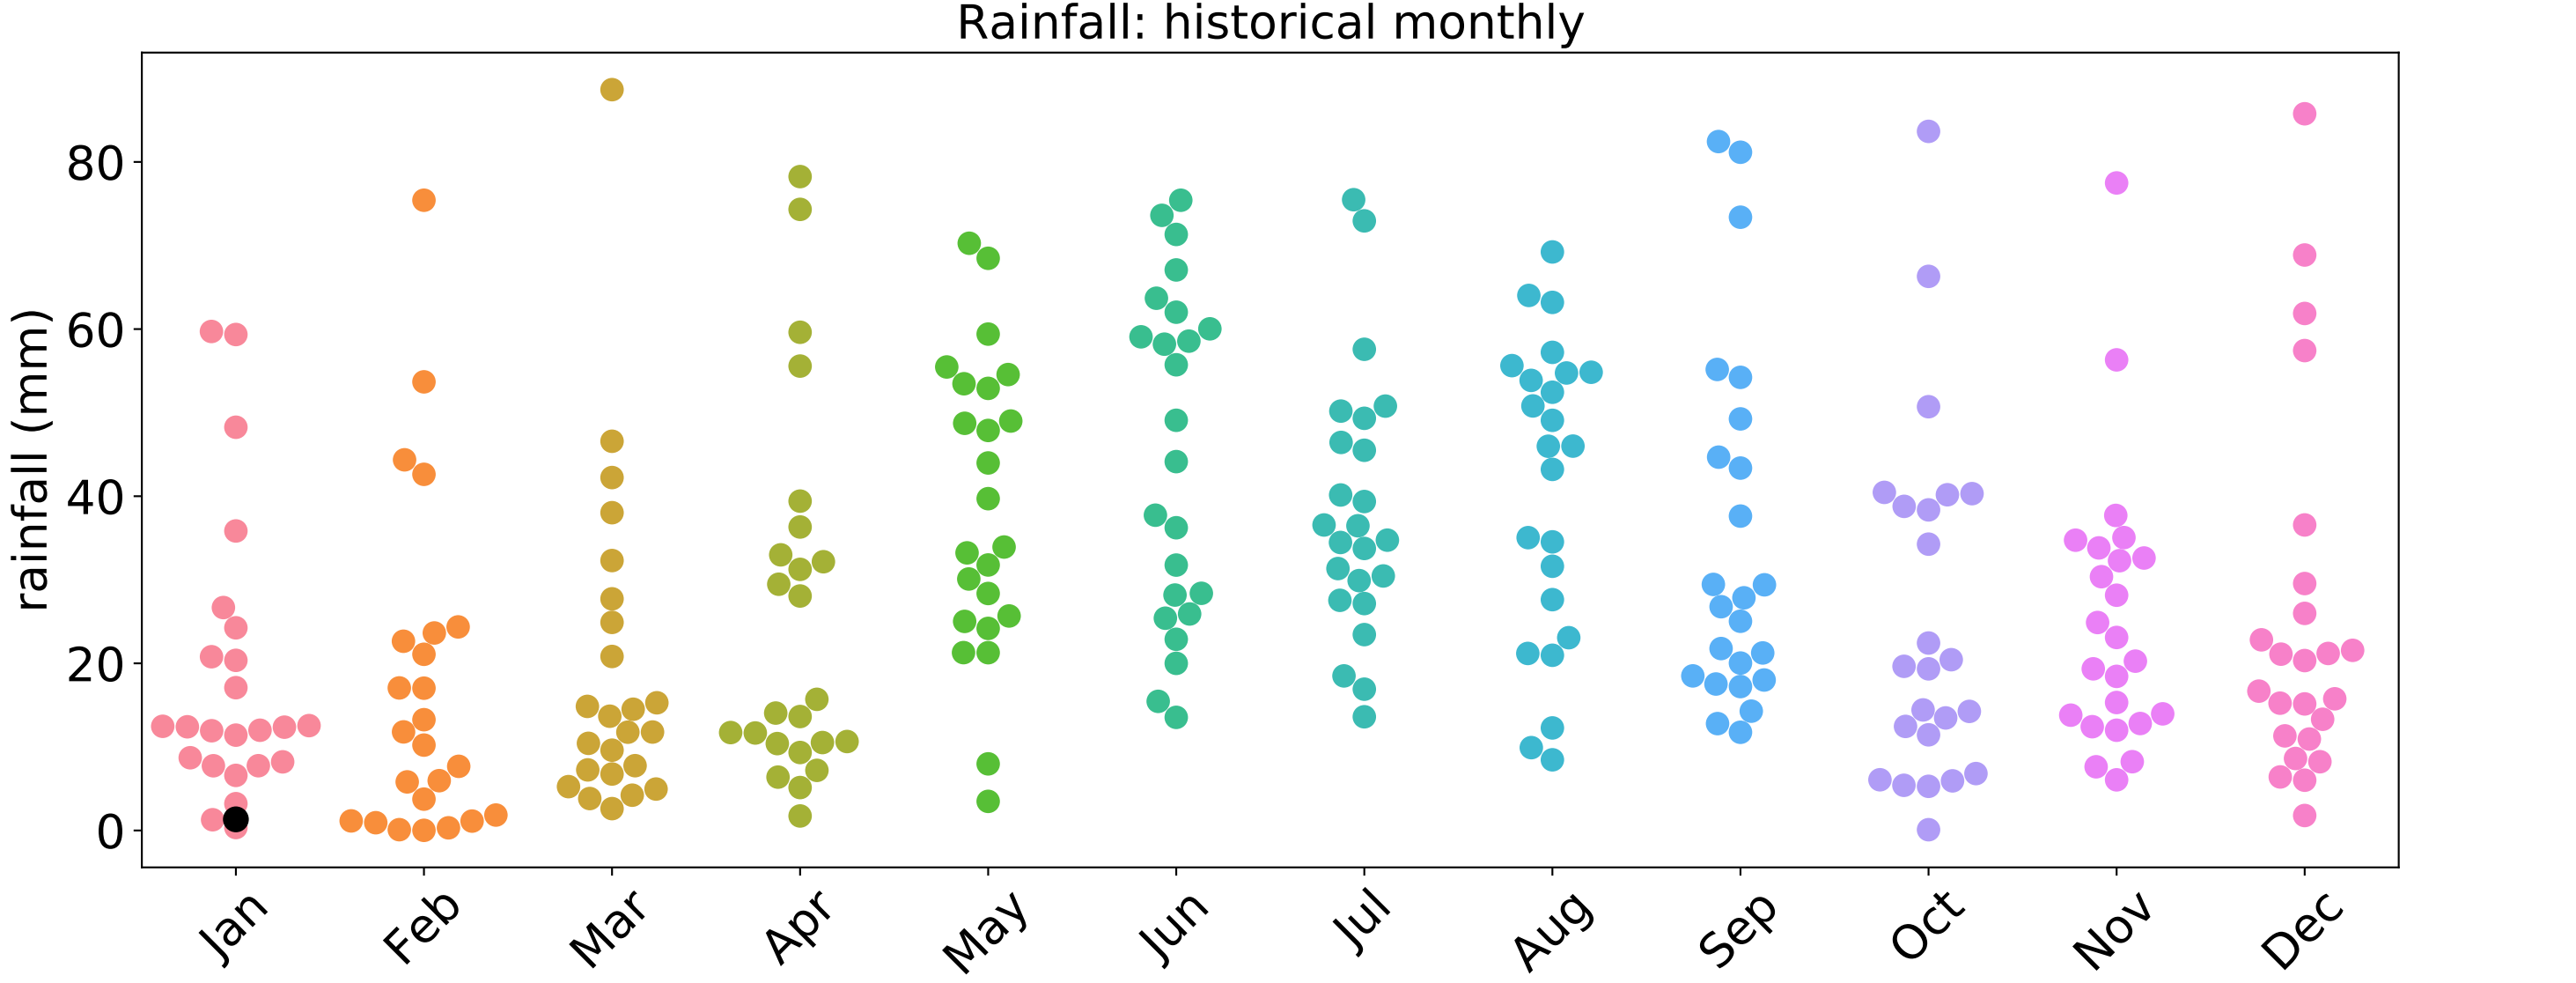 Rainfall: historical monthly
rainfall (mm)
80
60
40
20
0
Jan
Feb
Mar
Apr
May
Jun
Jul
Aug
Sep
Oct
Nov
Dec